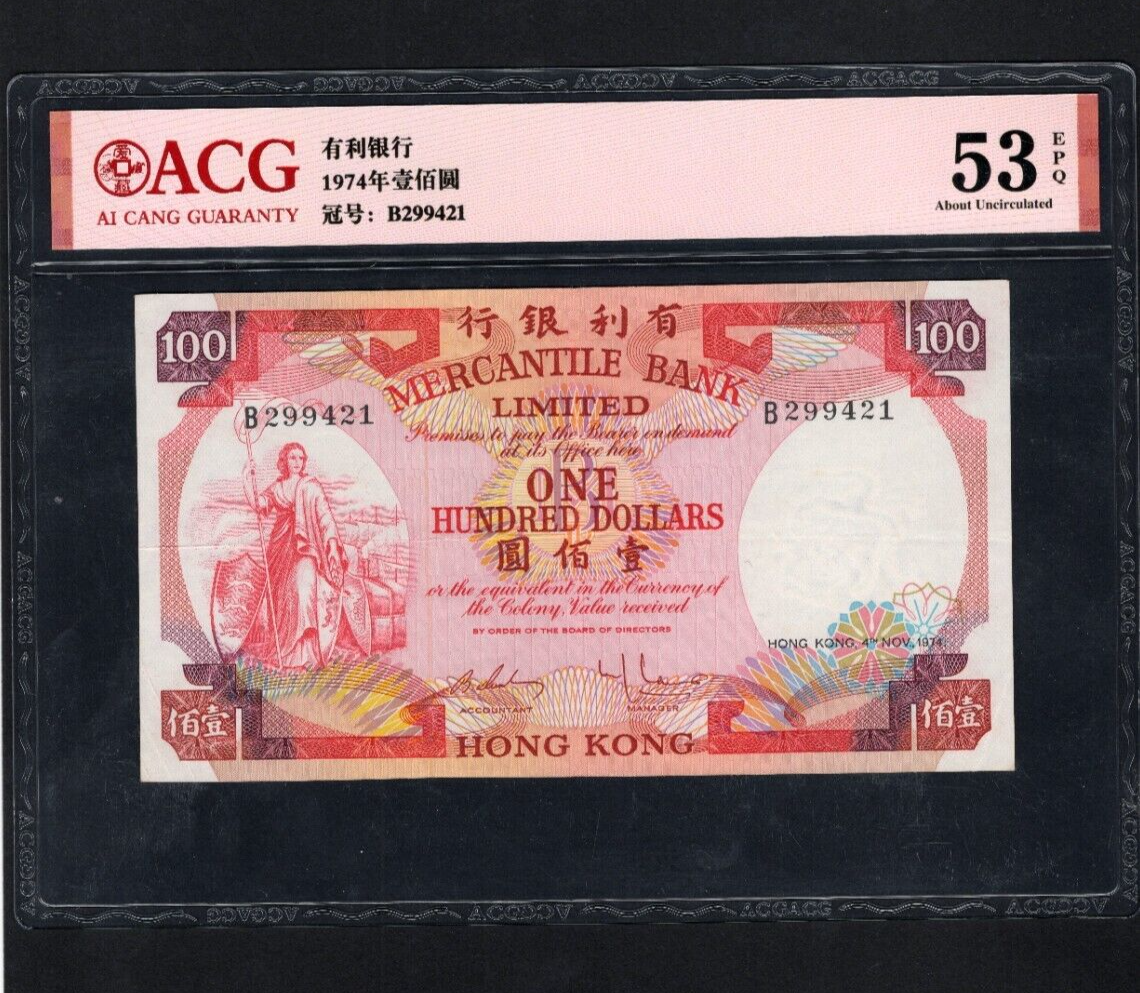 ACG
AI CANG GUARANTY
有利银行
1974年壹佰圆
冠号：B299421
53
EPQ
About Uncirculated
100
行銀利有
100
MERCANTILE BANK
LIMITED
B299421
B299421
Promises to pay the Bearer on demand
at its Office here
ONE
HUNDRED DOLLARS
圓佰壹
or the equivalent in the Currency of
the Colony, Value received
BY ORDER OF THE BOARD OF DIRECTORS
HONG KONG, 4TH NOV. 1974.
ACCOUNTANT
MANAGER
佰壹
HONG KONG
佰壹